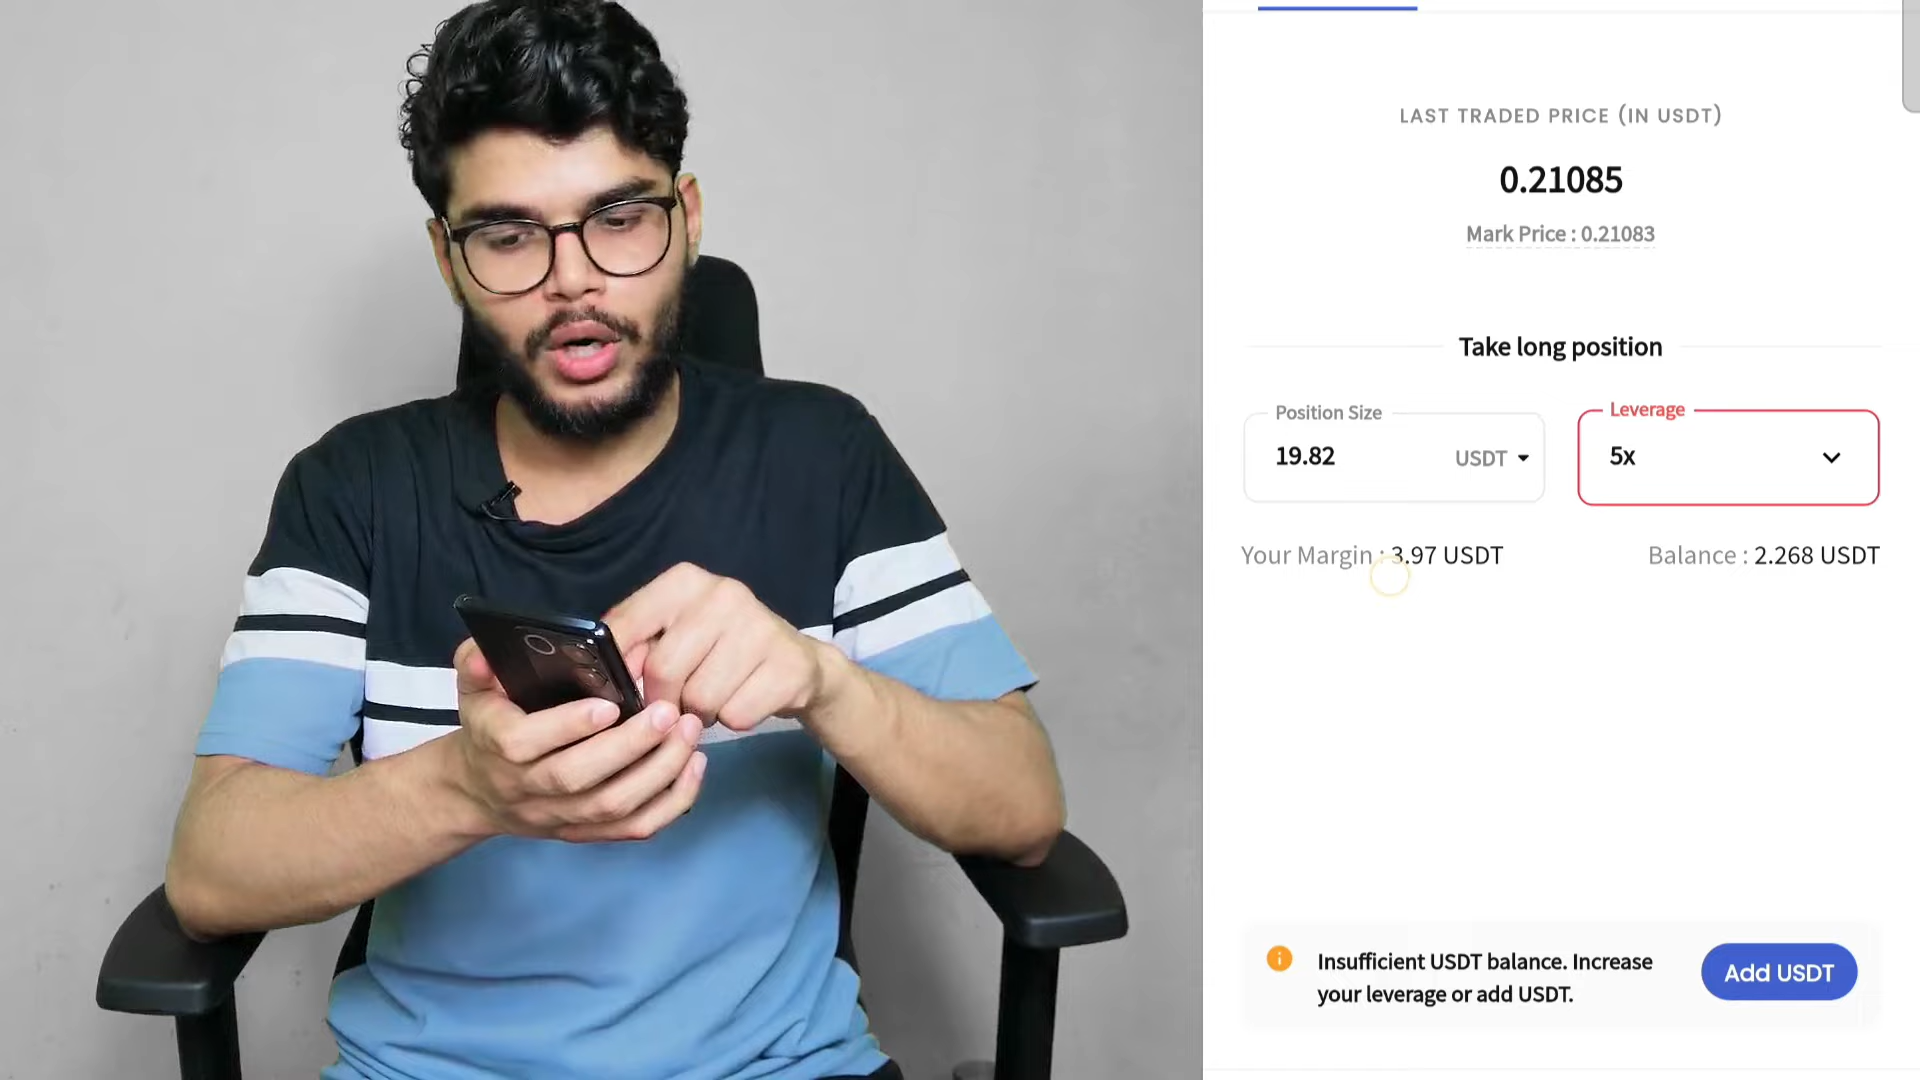 LAST TRADED PRICE (IN USDT)
0.21085
Mark Price : 0.21083
Take long position
Position Size
Leverage
19.82 USDT
5x
Your Margin : 3.97 USDT
Balance : 2.268 USDT
Insufficient USDT balance. Increase
your leverage or add USDT.
Add USDT